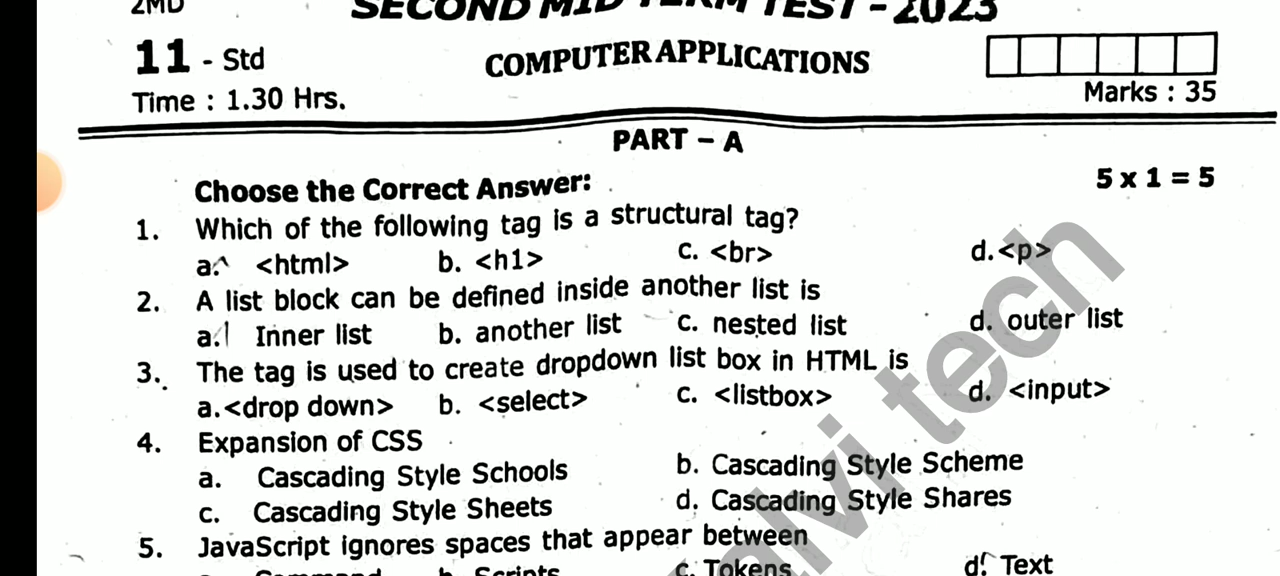 2MD SECOND MID TERM TEST - 2023
11 - Std COMPUTER APPLICATIONS
Time : 1.30 Hrs. Marks : 35
PART – A
Choose the Correct Answer: 5 x 1 = 5
1. Which of the following tag is a structural tag?
a. <html> b. <h1> c. <br> d.<p>
2. A list block can be defined inside another list is
a. Inner list b. another list c. nested list d. outer list
3. The tag is used to create dropdown list box in HTML is
a.<drop down> b. <select> c. <listbox> d. <input>
4. Expansion of CSS
a. Cascading Style Schools b. Cascading Style Scheme
c. Cascading Style Sheets d. Cascading Style Shares
5. JavaScript ignores spaces that appear between
a. Command b. Scripts c. Tokens d. Text
alvi tech